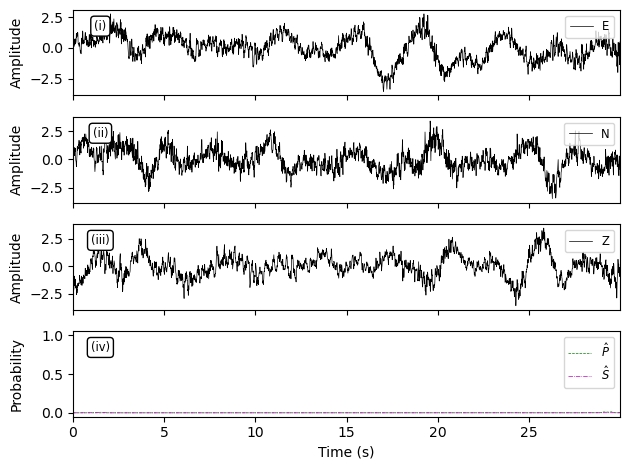 2.5
0.0
−2.5
Amplitude
(i)
E
2.5
0.0
−2.5
Amplitude
(ii)
N
2.5
0.0
−2.5
Amplitude
(iii)
Z
1.0
0.5
0.0
Probability
(iv)
P̂
Ŝ
0 5 10 15 20 25
Time (s)